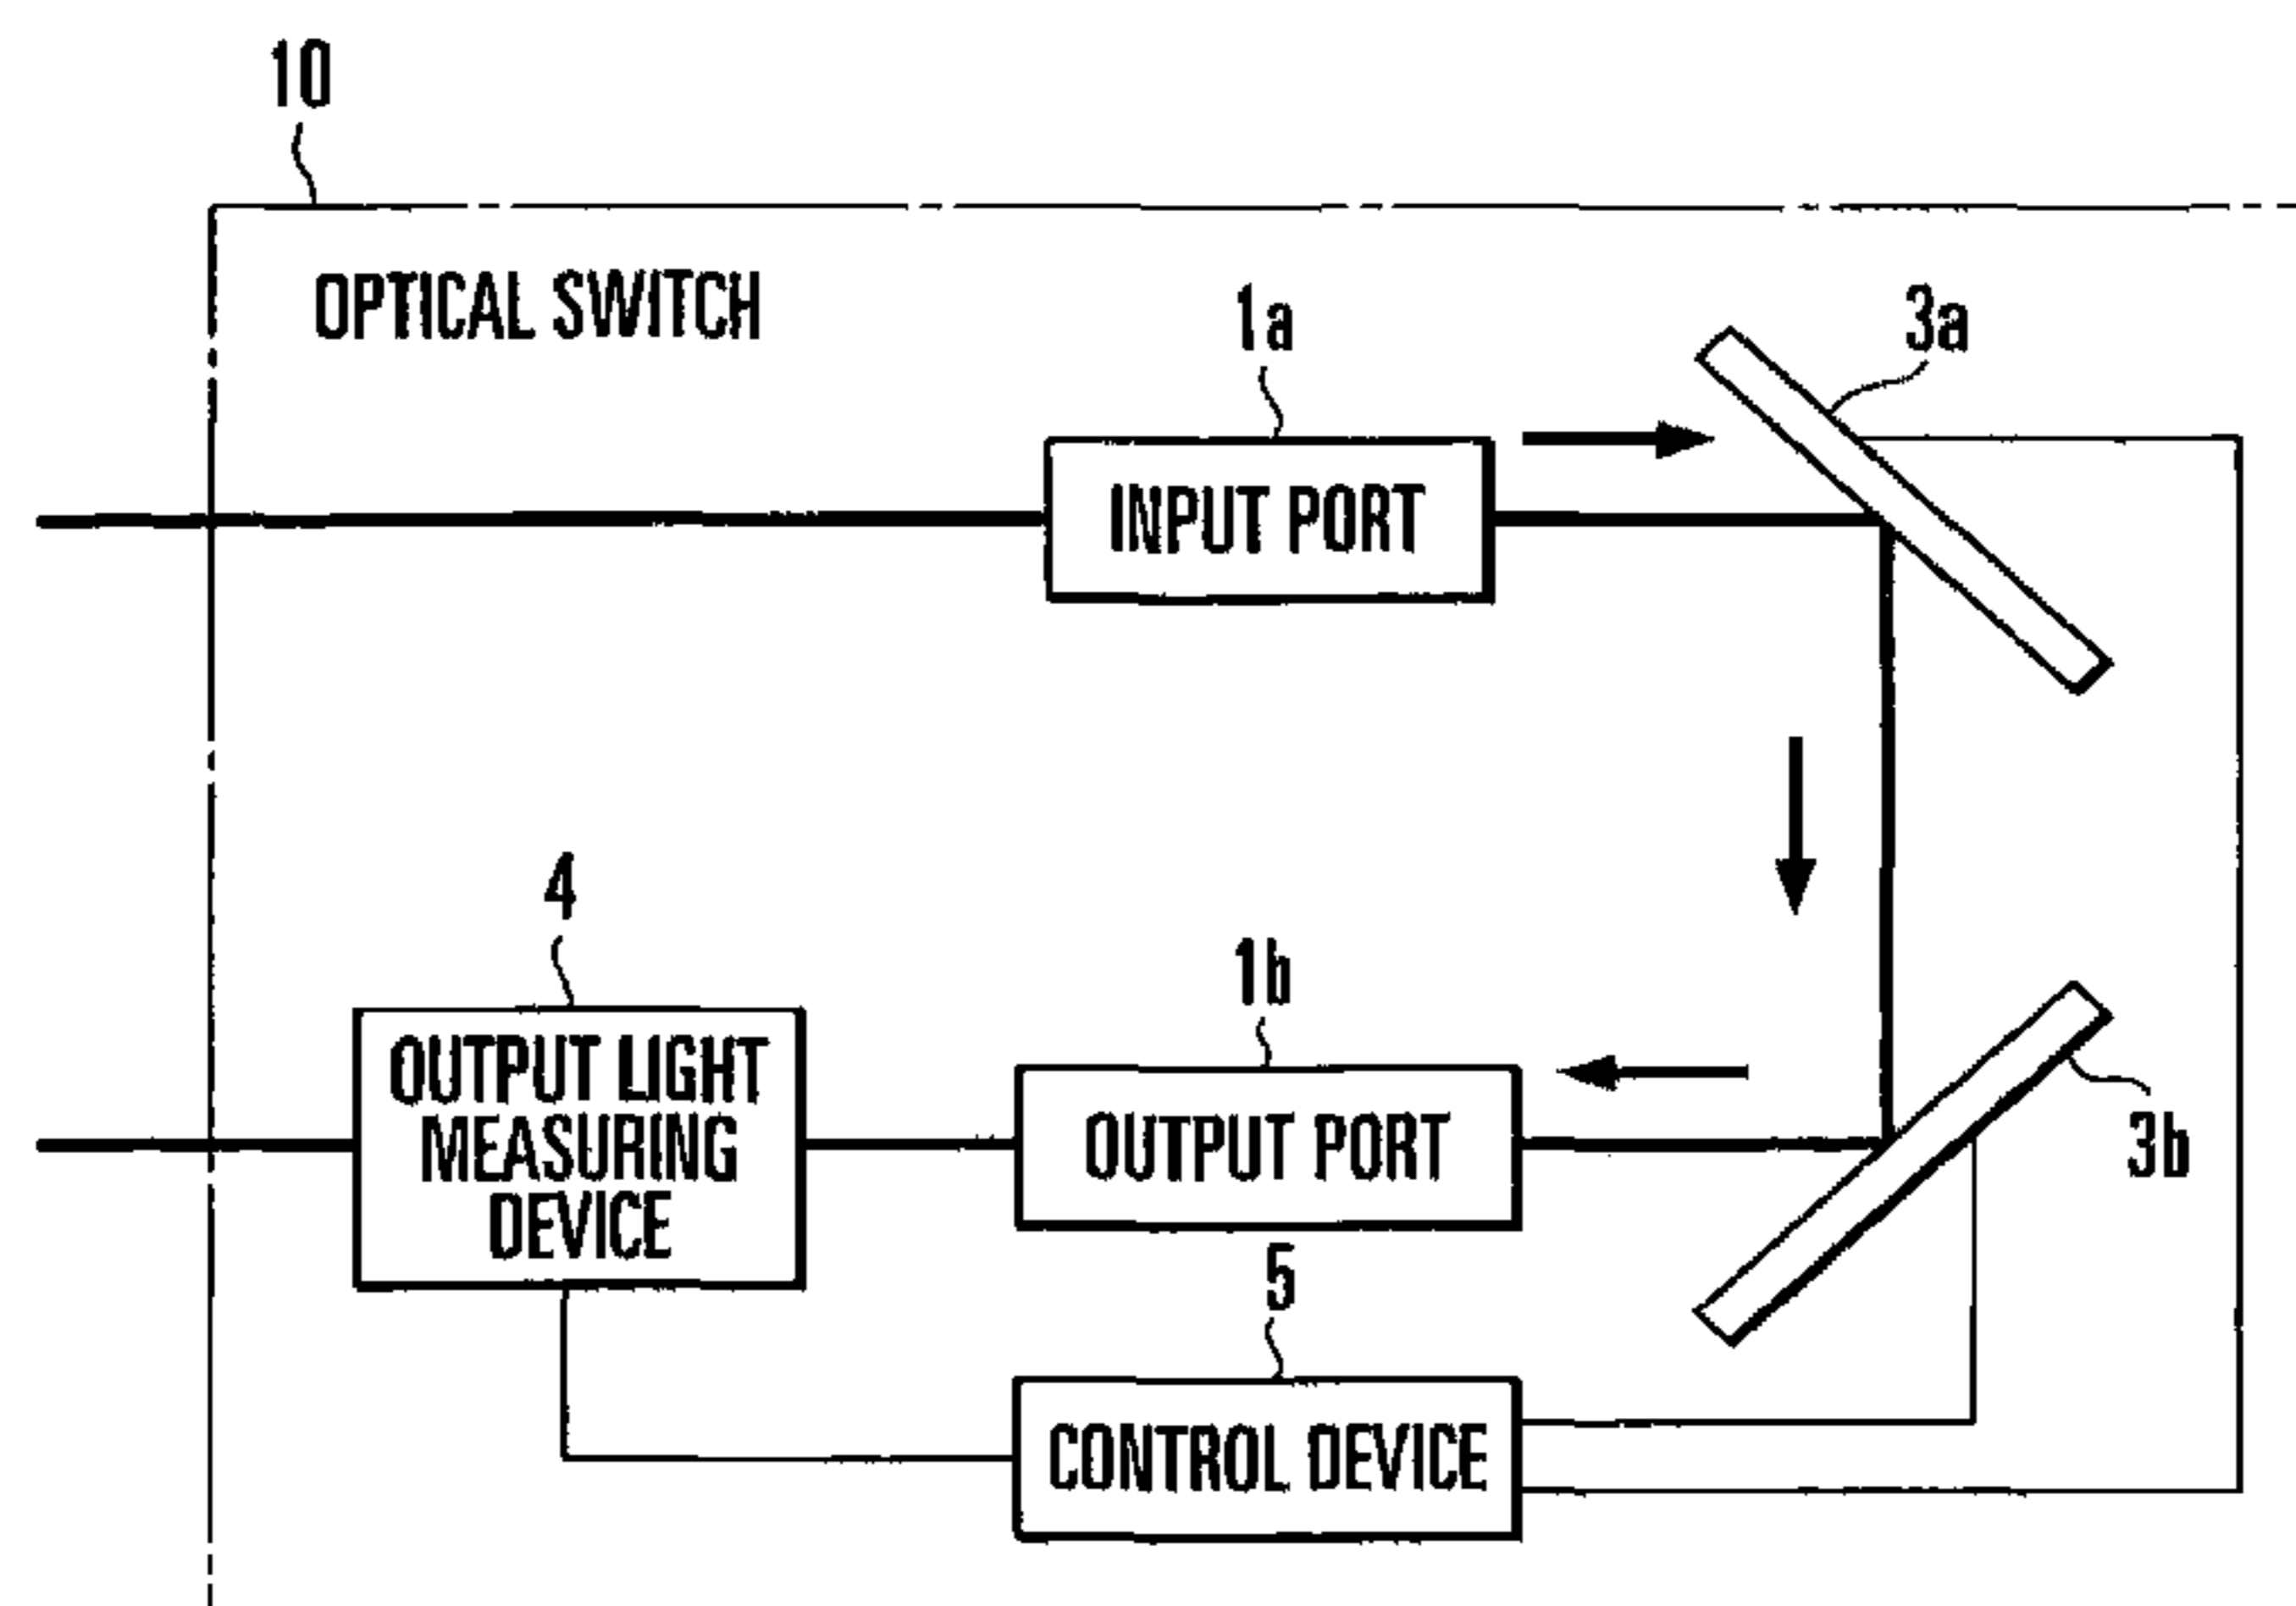 10
OPTICAL SWITCH
1a
3a
INPUT PORT
4
1b
OUTPUT LIGHT
MEASURING
DEVICE
OUTPUT PORT
3b
5
CONTROL DEVICE